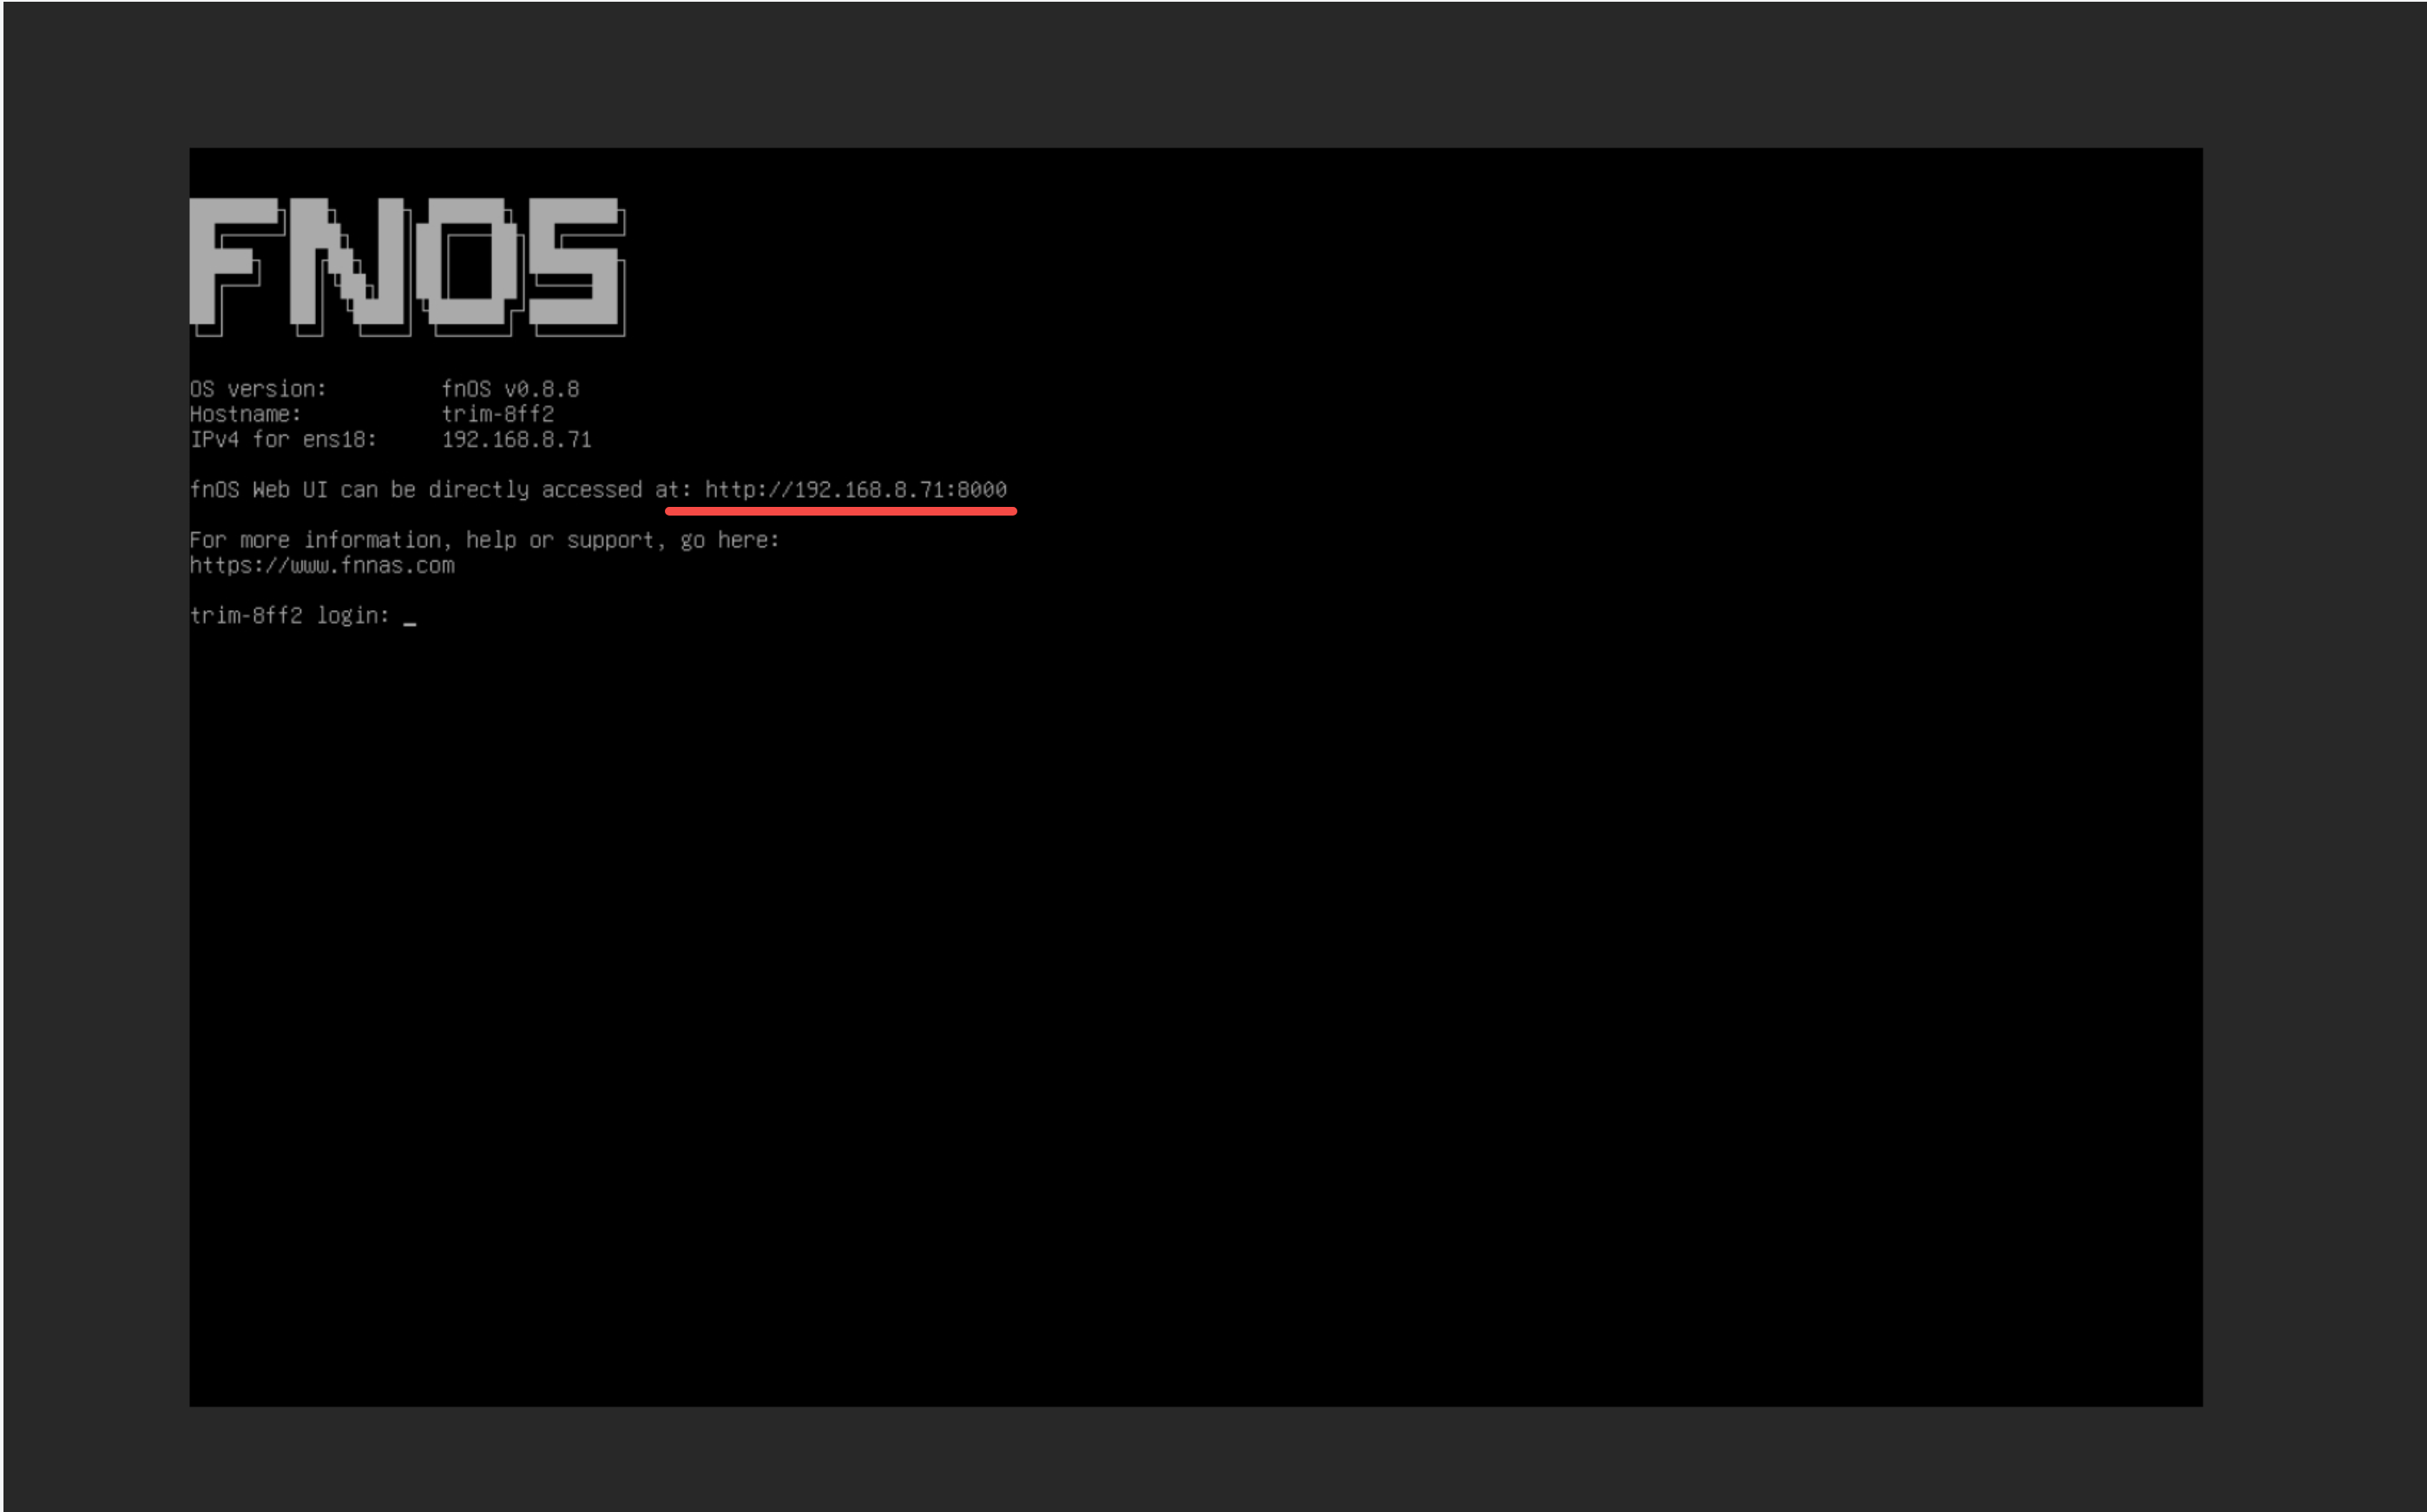 FNOS
OS version: fnOS v0.8.8
Hostname: trim-8ff2
IPv4 for ens18: 192.168.8.71
fnOS Web UI can be directly accessed at: http://192.168.8.71:8000
For more information, help or support, go here:
https://www.fnnas.com
trim-8ff2 login: _